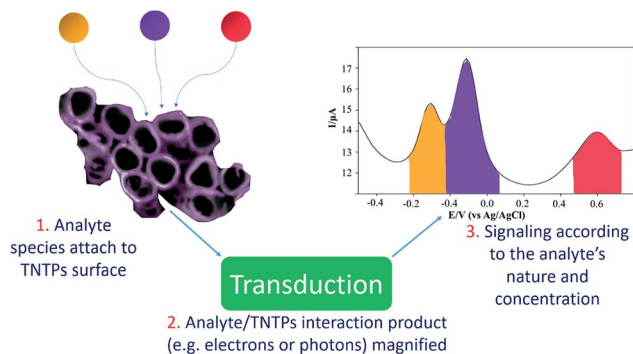 17
16
15
14
13
12
I/μA
-0.4 -0.2 -0.4 0.0 0.2 0.4 0.6
E/V (vs Ag/AgCl)
1. Analyte
species attach to
TNTPs surface
Transduction
2. Analyte/TNTPs interaction product
(e.g. electrons or photons) magnified
3. Signaling according
to the analyte's
nature and
concentration